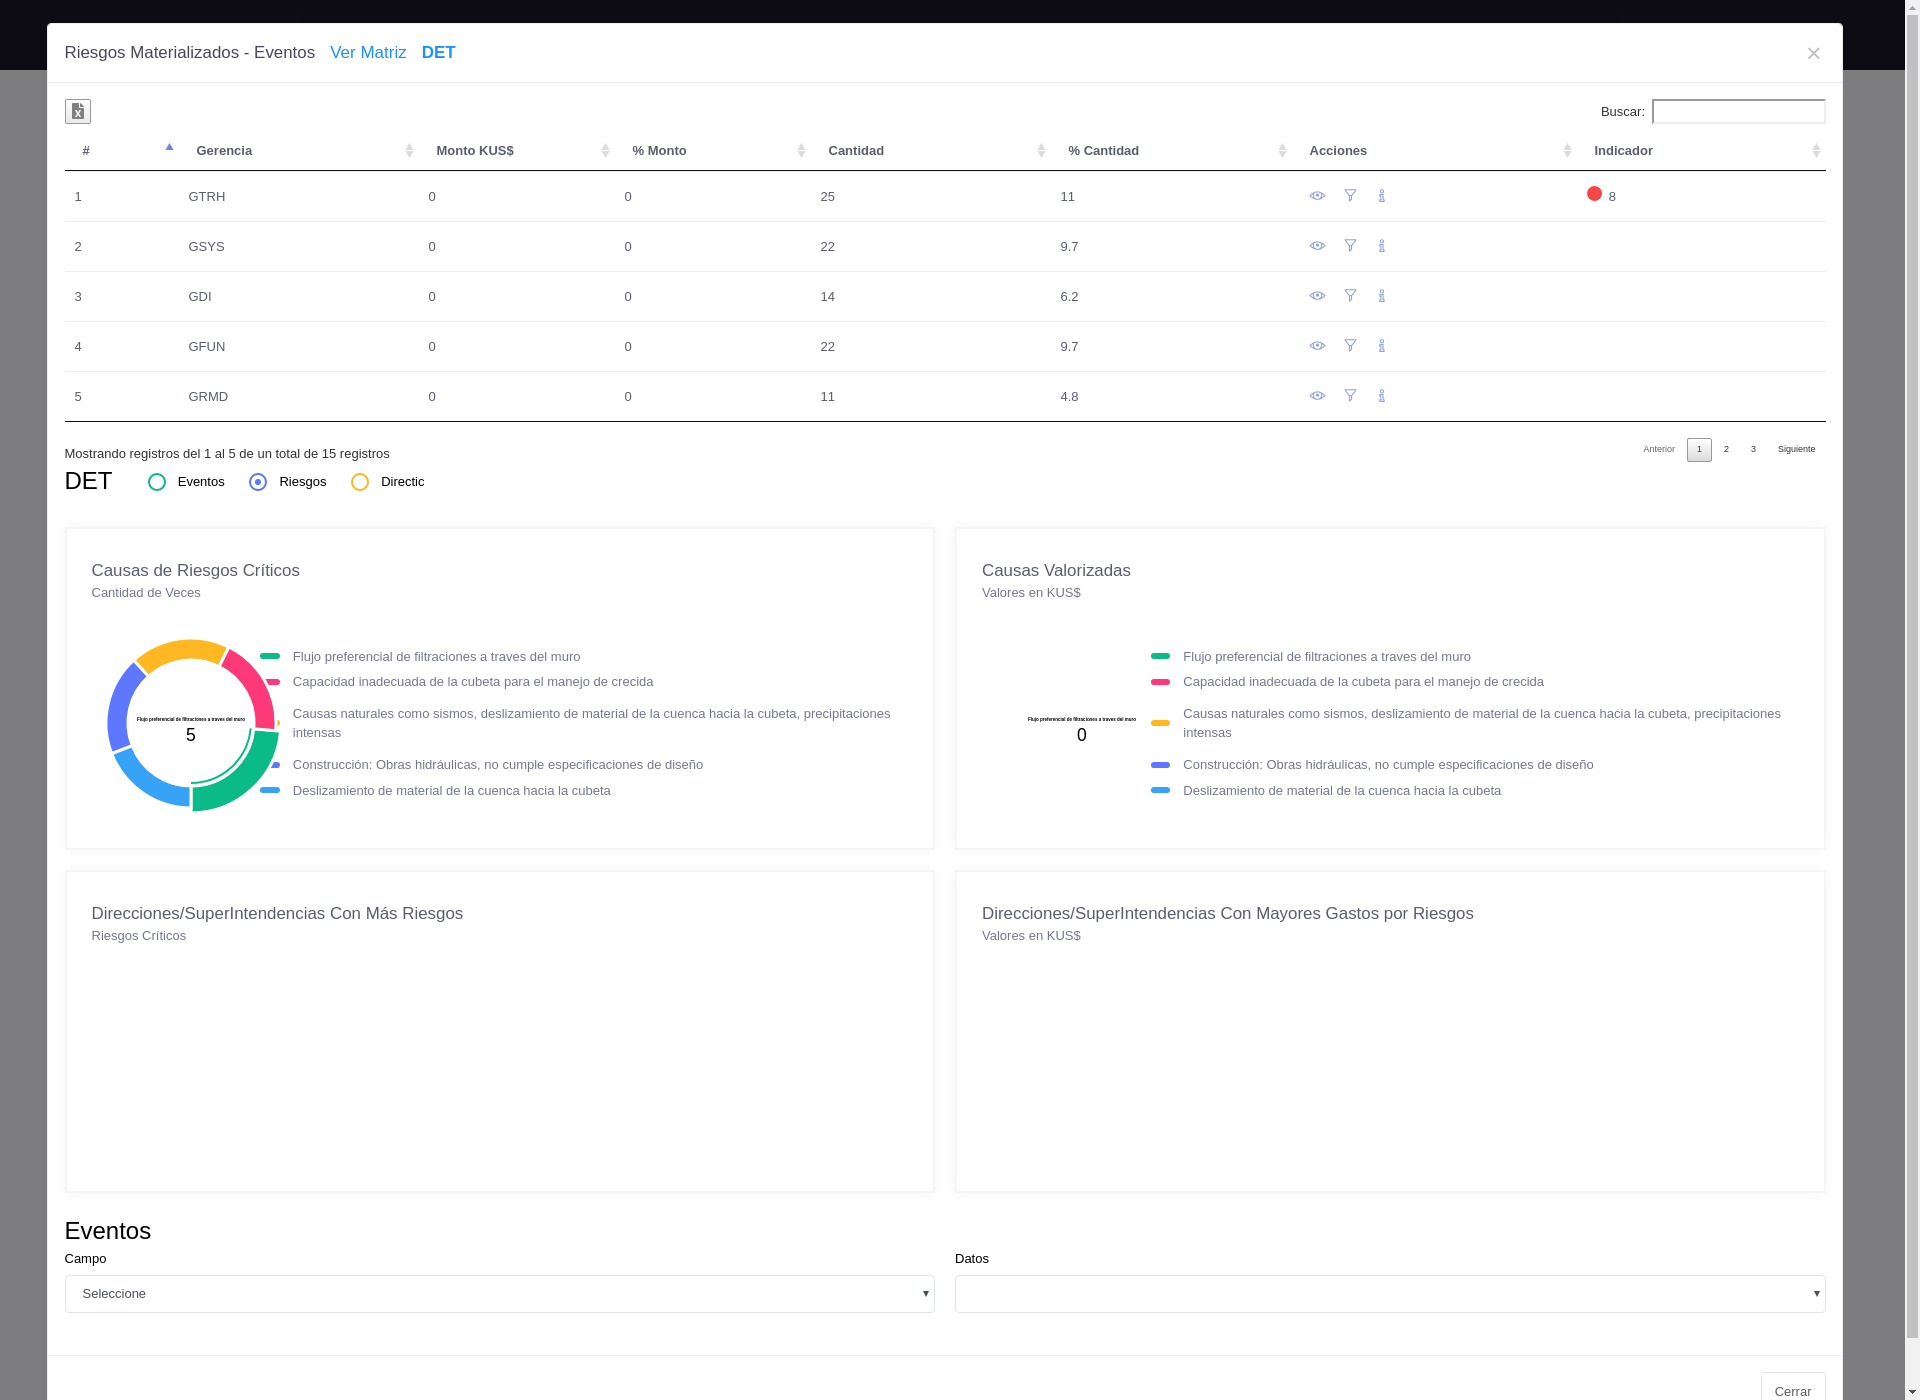 Riesgos Materializados - Eventos Ver Matriz DET ×
Buscar:
# Gerencia Monto KUS$ % Monto Cantidad % Cantidad Acciones Indicador
1 GTRH 0 0 25 11 8
2 GSYS 0 0 22 9.7
3 GDI 0 0 14 6.2
4 GFUN 0 0 22 9.7
5 GRMD 0 0 11 4.8
Mostrando registros del 1 al 5 de un total de 15 registros
Anterior 1 2 3 Siguiente
DET Eventos Riesgos Directic
Causas de Riesgos Críticos
Cantidad de Veces
Flujo preferencial de filtraciones a traves del muro
5
Flujo preferencial de filtraciones a traves del muro
Capacidad inadecuada de la cubeta para el manejo de crecida
Causas naturales como sismos, deslizamiento de material de la cuenca hacia la cubeta, precipitaciones
intensas
Construcción: Obras hidráulicas, no cumple especificaciones de diseño
Deslizamiento de material de la cuenca hacia la cubeta
Causas Valorizadas
Valores en KUS$
Flujo preferencial de filtraciones a traves del muro
0
Flujo preferencial de filtraciones a traves del muro
Capacidad inadecuada de la cubeta para el manejo de crecida
Causas naturales como sismos, deslizamiento de material de la cuenca hacia la cubeta, precipitaciones
intensas
Construcción: Obras hidráulicas, no cumple especificaciones de diseño
Deslizamiento de material de la cuenca hacia la cubeta
Direcciones/SuperIntendencias Con Más Riesgos
Riesgos Críticos
Direcciones/SuperIntendencias Con Mayores Gastos por Riesgos
Valores en KUS$
Eventos
Campo
Seleccione
Datos
Cerrar